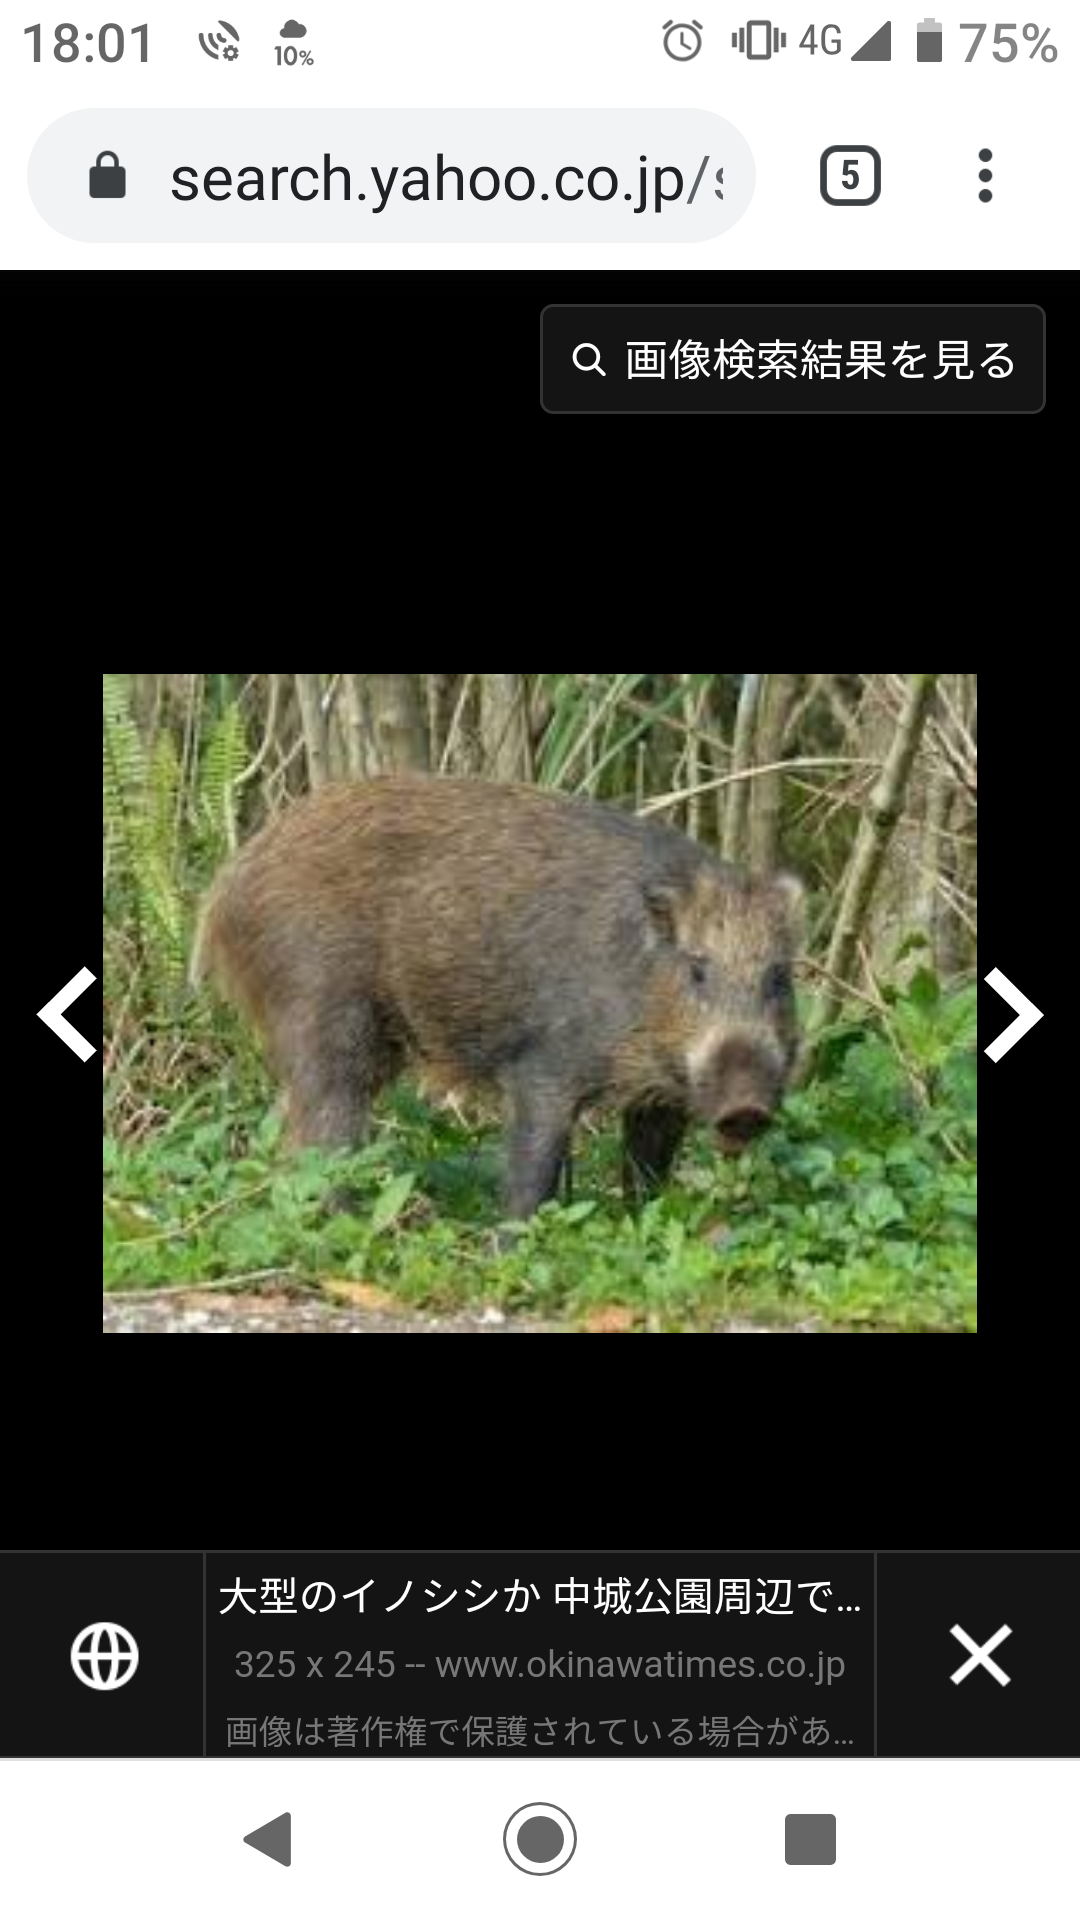 18:01
10%
4G
75%
search.yahoo.co.jp/
5
画像検索結果を見る
大型のイノシシか 中城公園周辺で...
325 x 245 -- www.okinawatimes.co.jp
画像は著作権で保護されている場合があ...